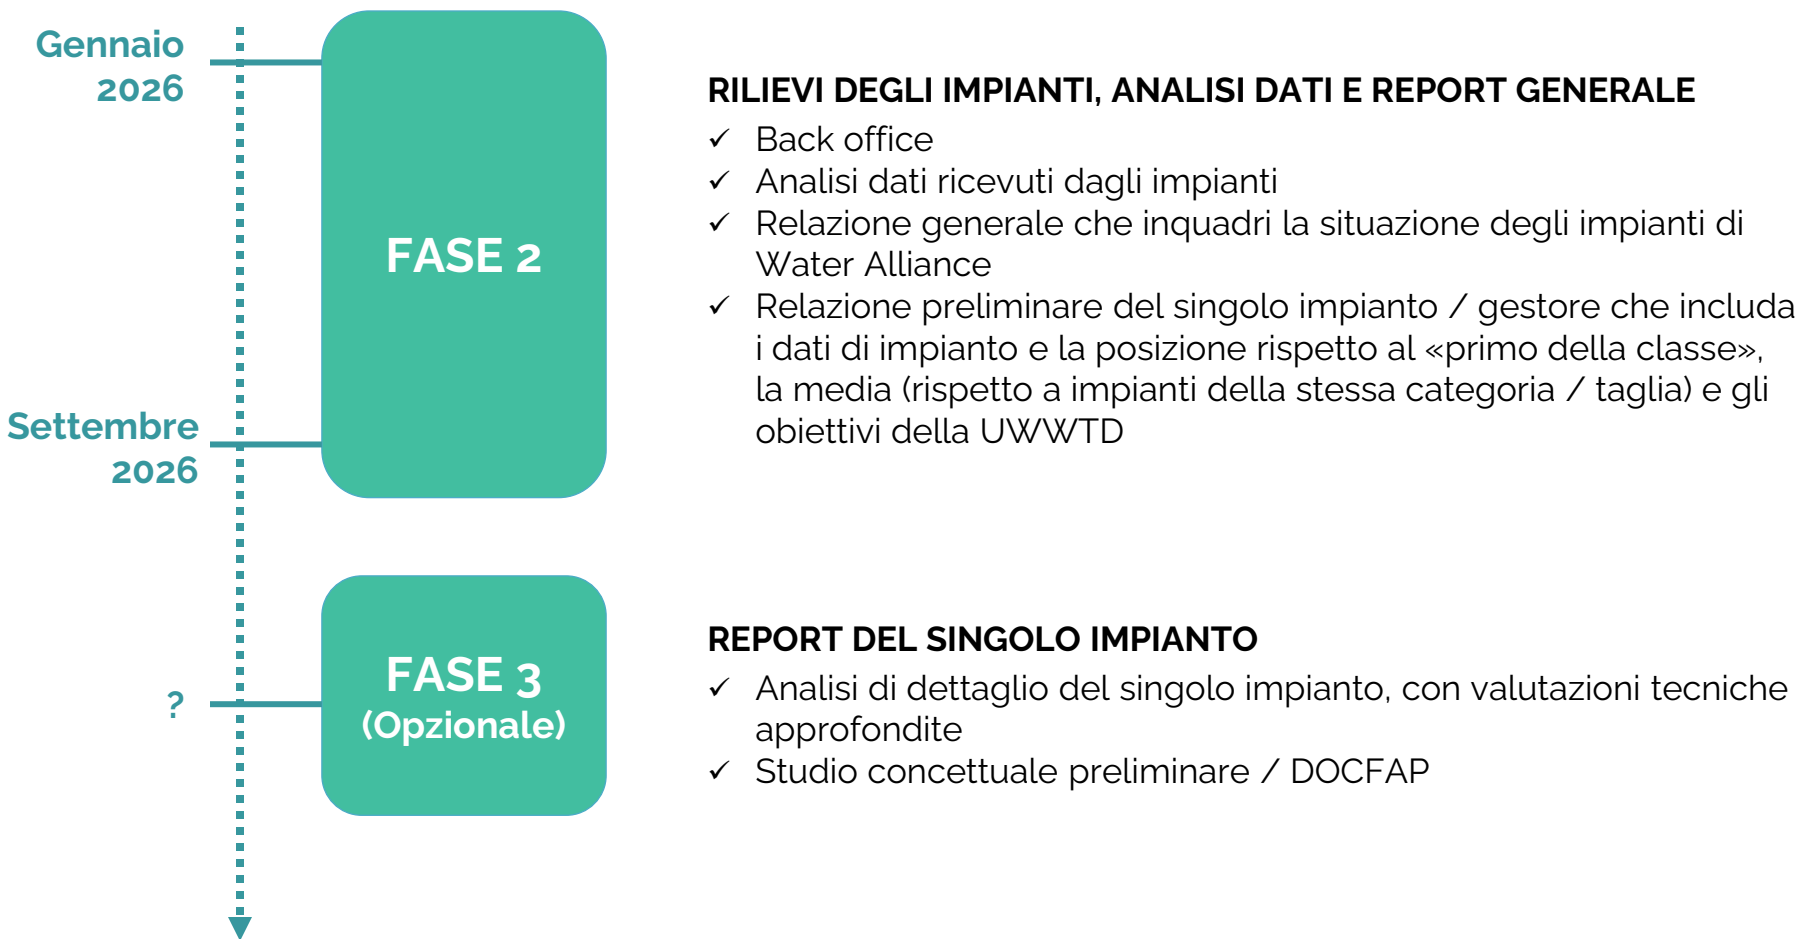 Gennaio
2026
FASE 2
RILIEVI DEGLI IMPIANTI, ANALISI DATI E REPORT GENERALE
✓ Back office
✓ Analisi dati ricevuti dagli impianti
✓ Relazione generale che inquadri la situazione degli impianti di
Water Alliance
✓ Relazione preliminare del singolo impianto / gestore che includa
i dati di impianto e la posizione rispetto al «primo della classe»,
la media (rispetto a impianti della stessa categoria / taglia) e gli
obiettivi della UWWTD
Settembre
2026
?
FASE 3
(Opzionale)
REPORT DEL SINGOLO IMPIANTO
✓ Analisi di dettaglio del singolo impianto, con valutazioni tecniche
approfondite
✓ Studio concettuale preliminare / DOCFAP